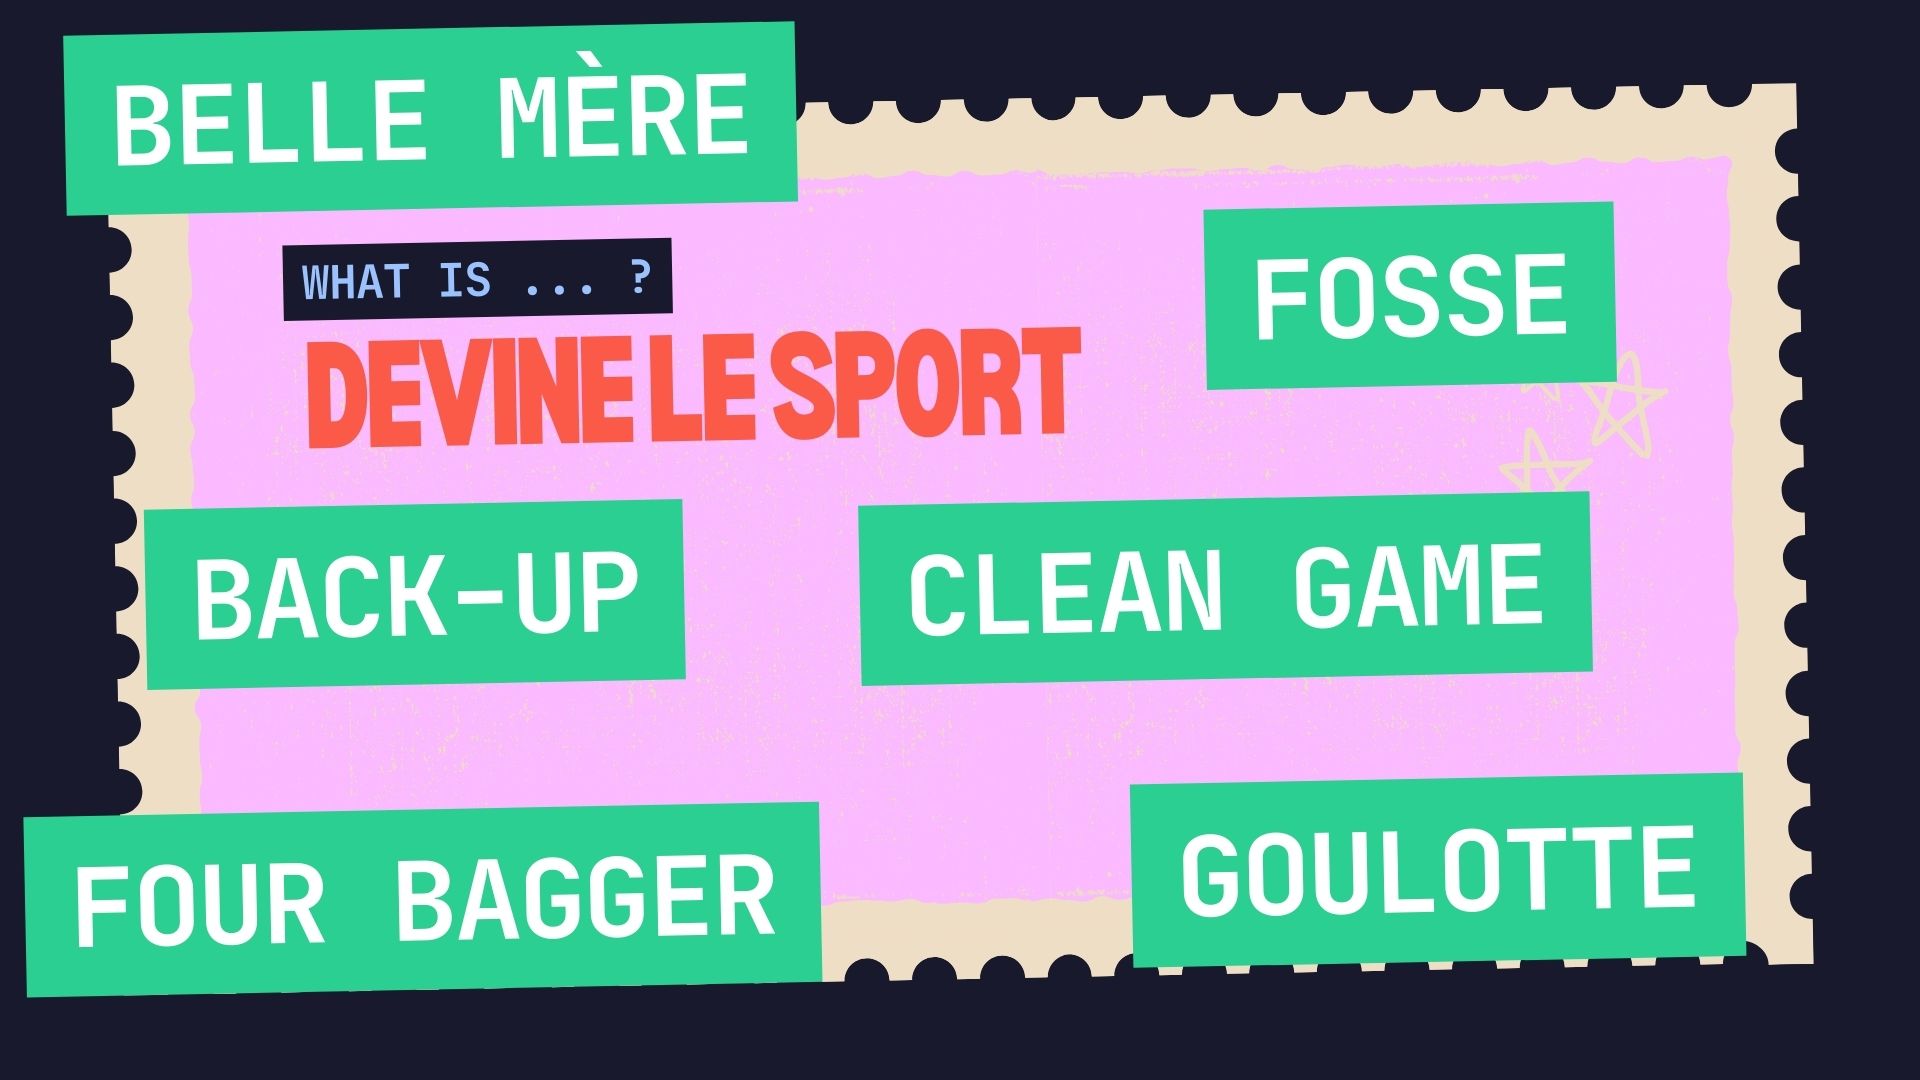 BELLE MÈRE
WHAT IS ... ?
DEVINE LE SPORT
FOSSE
BACK-UP
CLEAN GAME
FOUR BAGGER
GOULOTTE